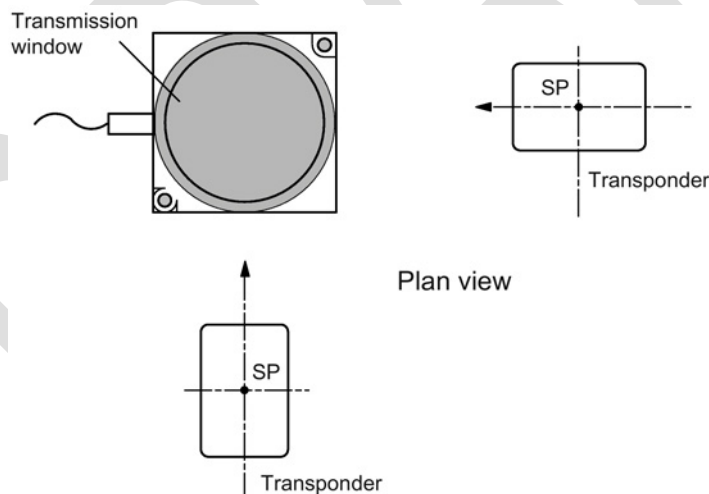 Transmission
window
SP
Transponder
Plan view
SP
Transponder